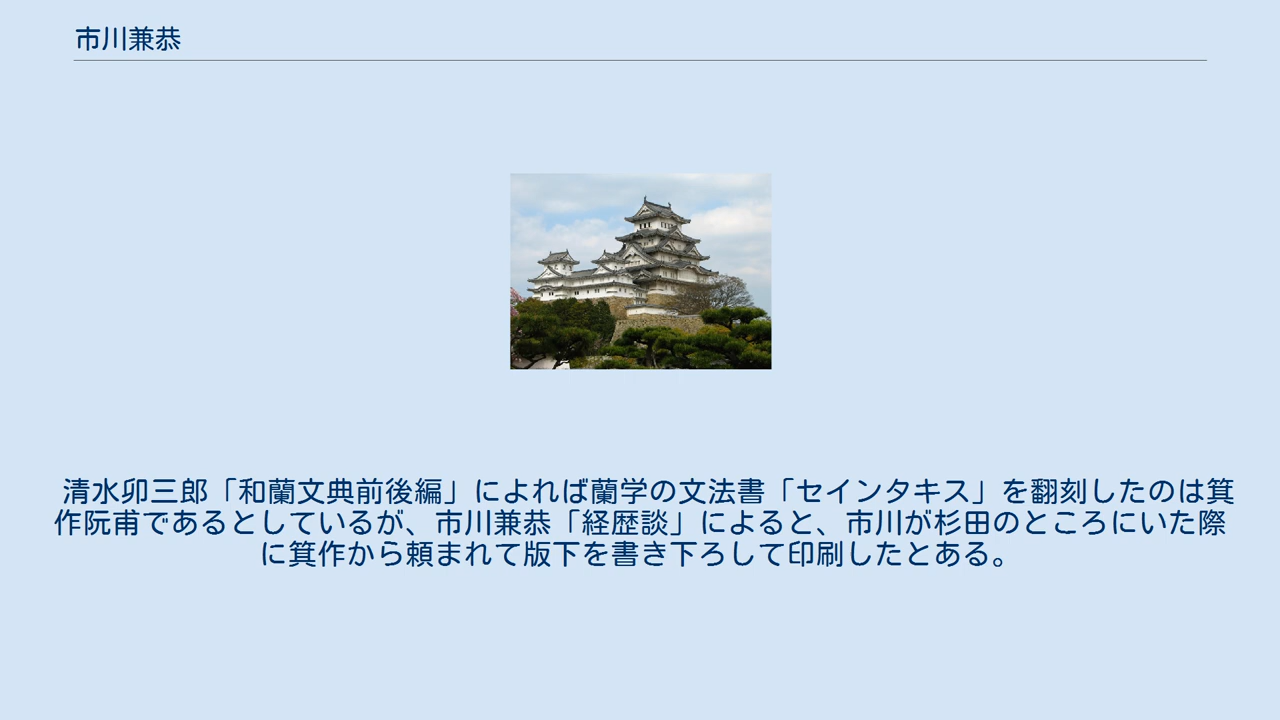 市川兼恭
清水卯三郎「和蘭文典前後編」によれば蘭学の文法書「セインタキス」を翻刻したのは箕
作阮甫であるとしているが、市川兼恭「経歴談」によると、市川が杉田のところにいた際
に箕作から頼まれて版下を書き下ろして印刷したとある。